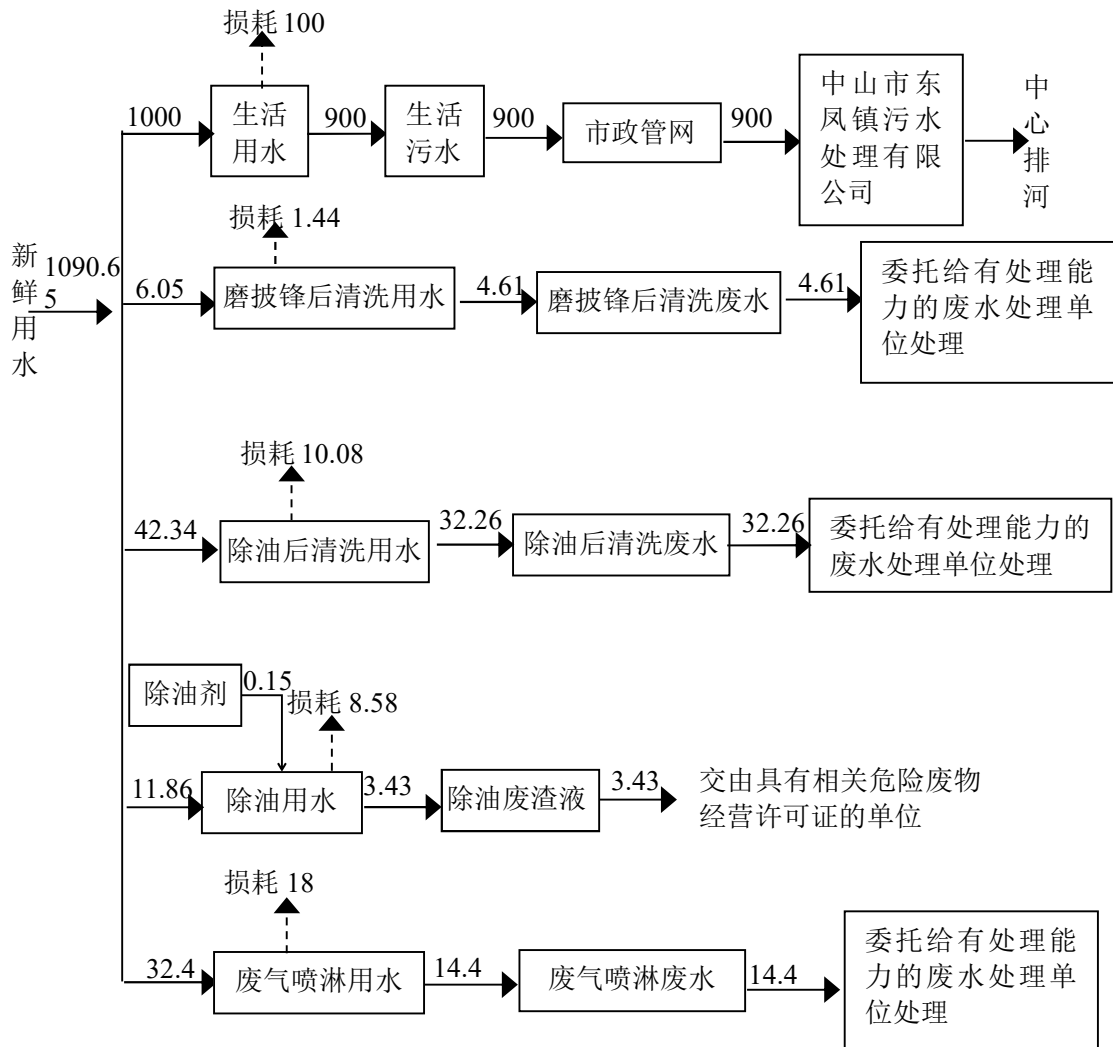 损耗 100
1000
生活
用水
900
生活
污水
900
市政管网
900
中山市东
凤镇污水
处理有限
公司
中
心
排
河
新
鲜
用
水
1090.6
5
损耗 1.44
6.05
磨披锋后清洗用水
4.61
磨披锋后清洗废水
4.61
委托给有处理能
力的废水处理单
位处理
损耗 10.08
42.34
除油后清洗用水
32.26
除油后清洗废水
32.26
委托给有处理能力的
废水处理单位处理
除油剂
0.15
损耗 8.58
11.86
除油用水
3.43
除油废渣液
3.43
交由具有相关危险废物
经营许可证的单位
损耗 18
32.4
废气喷淋用水
14.4
废气喷淋废水
14.4
委托给有处理能
力的废水处理单
位处理